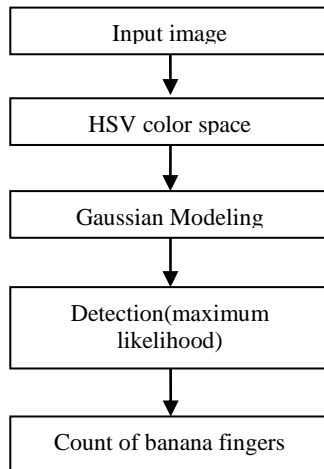 Input image
HSV color space
Gaussian Modeling
Detection(maximum
likelihood)
Count of banana fingers